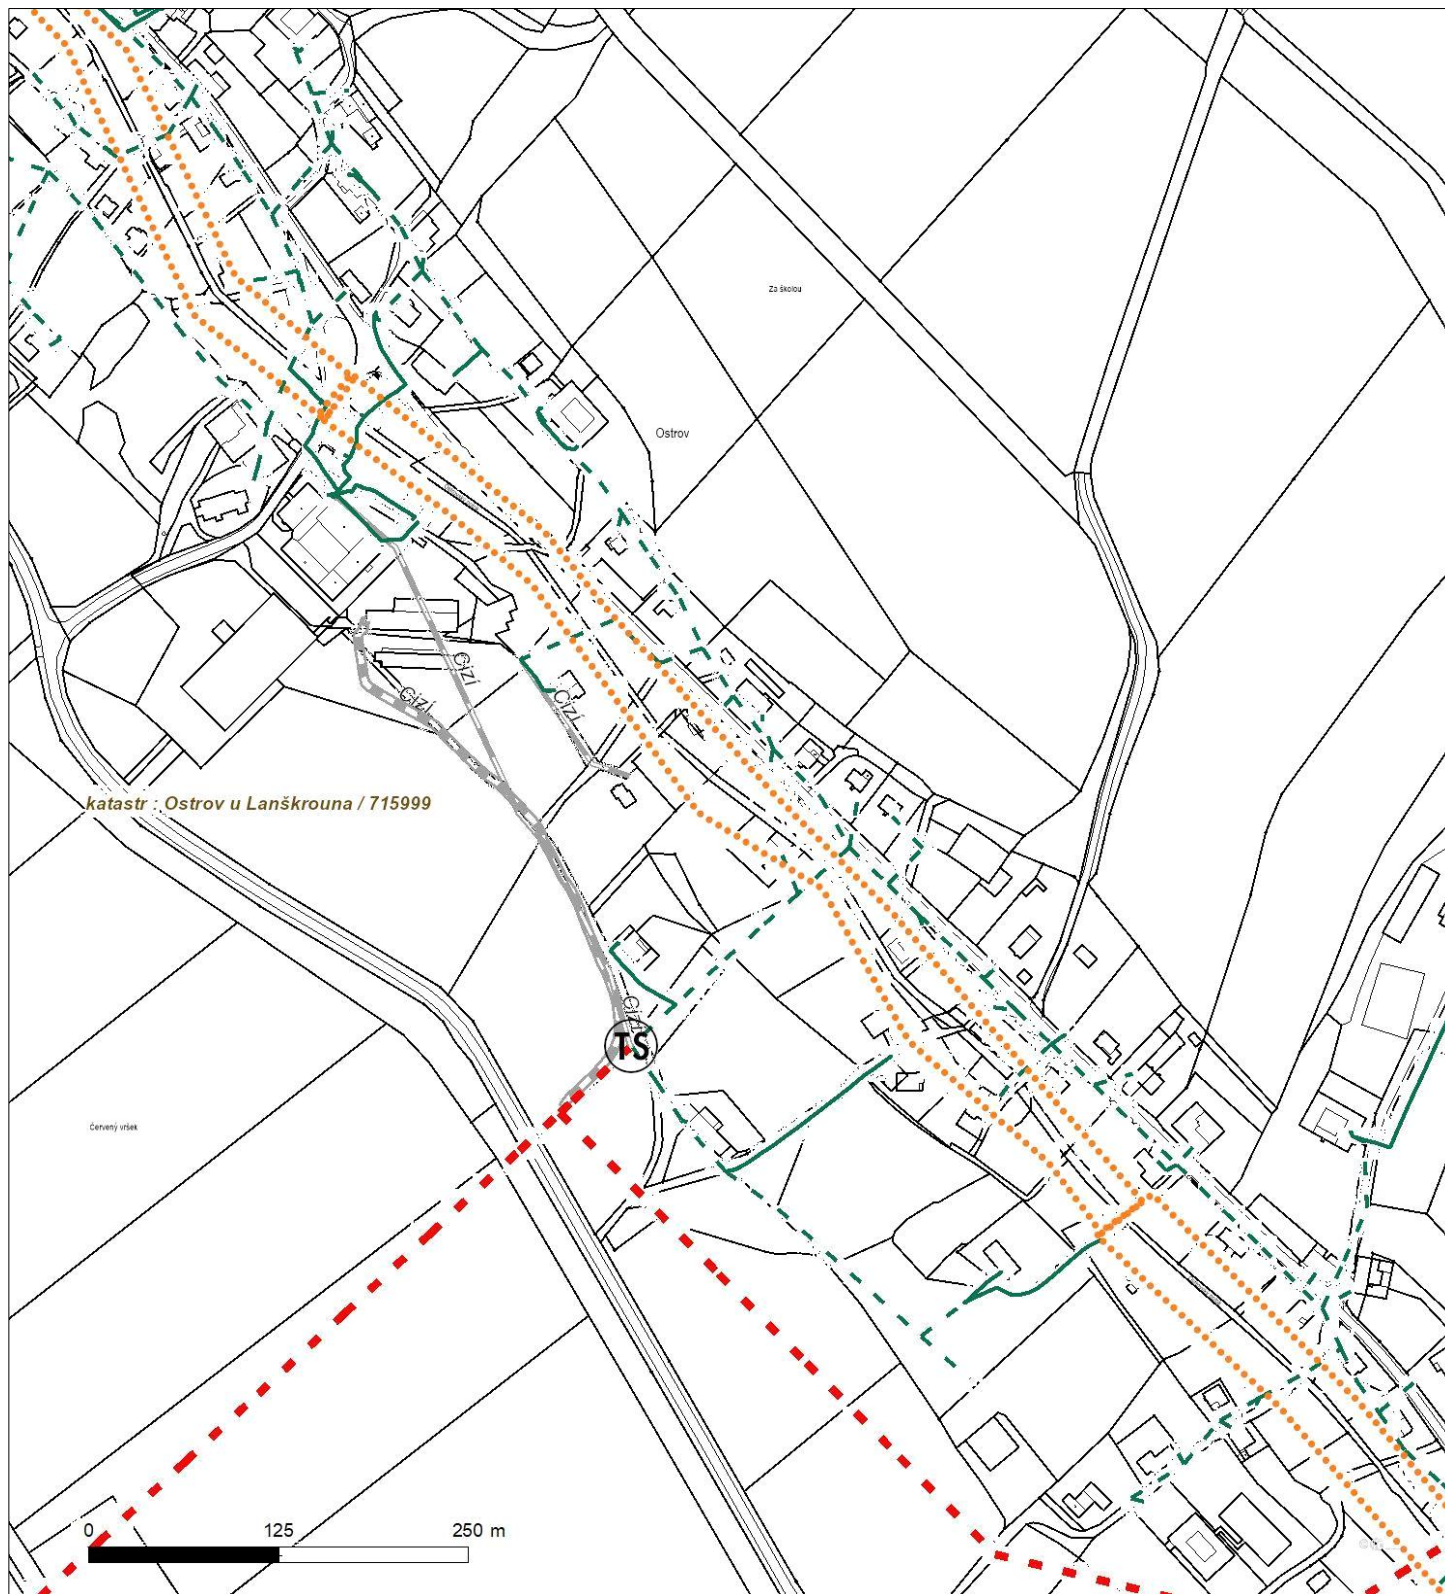 Za školou
Ostrov
Cizí
Cizí
Cizí
katastr : Ostrov u Lanškrouna / 715999
Cizí
TS
Červený vršek
0 125 250 m